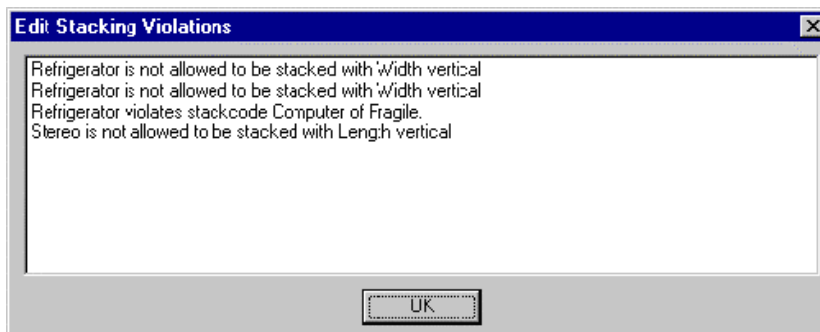 Edit Stacking Violations
Refrigerator is not allowed to be stacked with Width vertical
Refrigerator is not allowed to be stacked with Width vertical
Refrigerator violates stackcode Computer of Fragile.
Stereo is not allowed to be stacked with Length vertical
UK